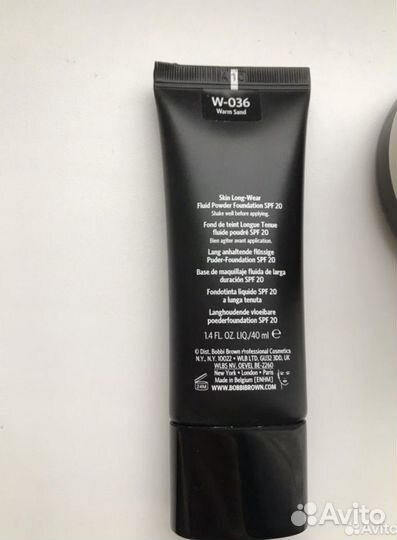 W-036
Warm Sand
Skin Long-Wear
Fluid Powder Foundation SPF 20
Shake well before applying.
Fond de teint Longue Tenue
fluide poudré SPF 20
Bien agiter avant application.
Lang anhaltende flüssige
Puder-Foundation SPF 20
Base de maquillaje fluida de larga
duración SPF 20
Fondotinta liquido SPF 20
a lunga tenuta
Langhoudende vloeibare
poederfoundation SPF 20
1.4 FL. OZ. LIQ./40 ml ℮
© Dist. Bobbi Brown Professional Cosmetics
N.Y., N.Y. 10022 • WLB LTD. GU32 3DD, UK
WLBS NV, OEVEL BE-2260
New York • London • Paris
Made in Belgium [ENHM]
24M
WWW.BOBBIBROWN.COM
Avito
Avito